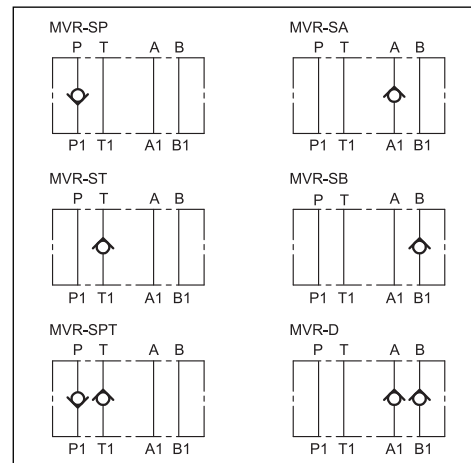 MVR-SP
P T A B
P1 T1 A1 B1
MVR-SA
P T A B
P1 T1 A1 B1
MVR-ST
P T A B
P1 T1 A1 B1
MVR-SB
P T A B
P1 T1 A1 B1
MVR-SPT
P T A B
P1 T1 A1 B1
MVR-D
P T A B
P1 T1 A1 B1